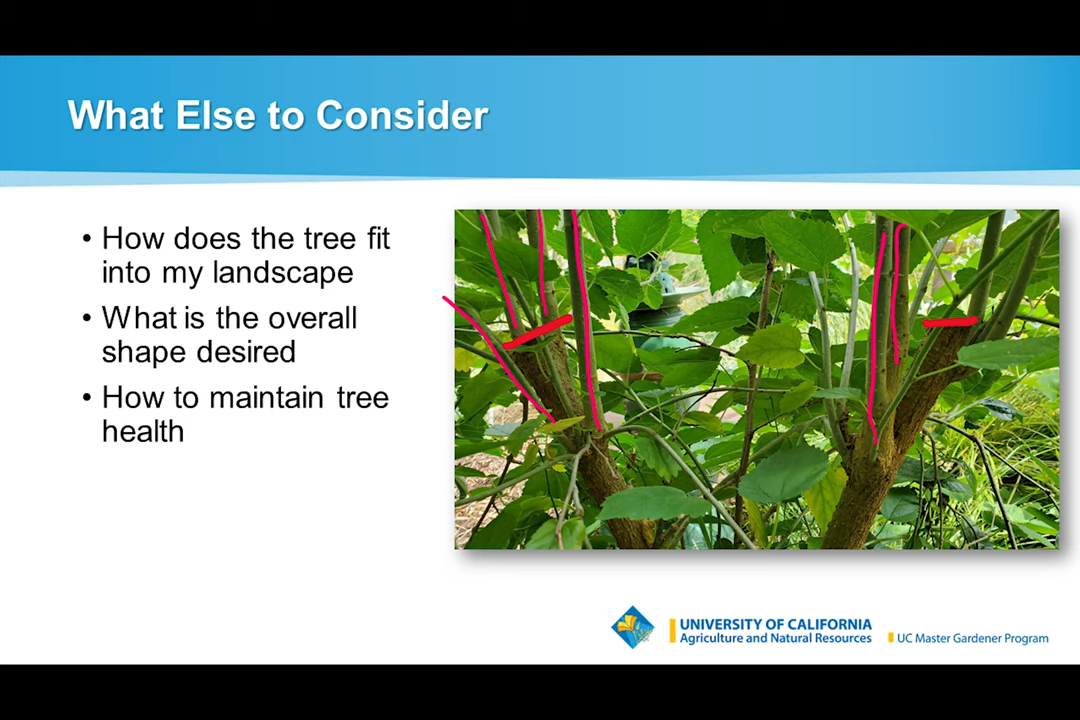 What Else to Consider
• How does the tree fit
into my landscape
• What is the overall
shape desired
• How to maintain tree
health
UNIVERSITY OF CALIFORNIA
Agriculture and Natural Resources
UC Master Gardener Program